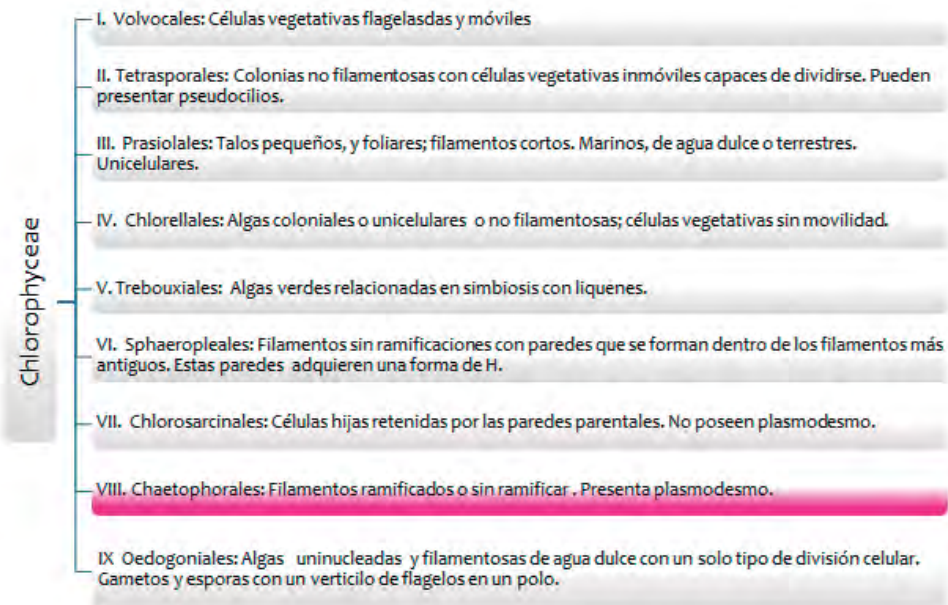 Chlorophyceae
I. Volvocales: Células vegetativas flagelasdas y móviles
II. Tetrasporales: Colonias no filamentosas con células vegetativas inmóviles capaces de dividirse. Pueden
presentar pseudocilios.
III. Prasiolales: Talos pequeños, y foliares; filamentos cortos. Marinos, de agua dulce o terrestres.
Unicelulares.
IV. Chlorellales: Algas coloniales o unicelulares o no filamentosas; células vegetativas sin movilidad.
V. Trebouxiales: Algas verdes relacionadas en simbiosis con liquenes.
VI. Sphaeropleales: Filamentos sin ramificaciones con paredes que se forman dentro de los filamentos más
antiguos. Estas paredes adquieren una forma de H.
VII. Chlorosarcinales: Células hijas retenidas por las paredes parentales. No poseen plasmodesmo.
VIII. Chaetophorales: Filamentos ramificados o sin ramificar . Presenta plasmodesmo.
IX Oedogoniales: Algas uninucleadas y filamentosas de agua dulce con un solo tipo de división celular.
Gametos y esporas con un verticilo de flagelos en un polo.